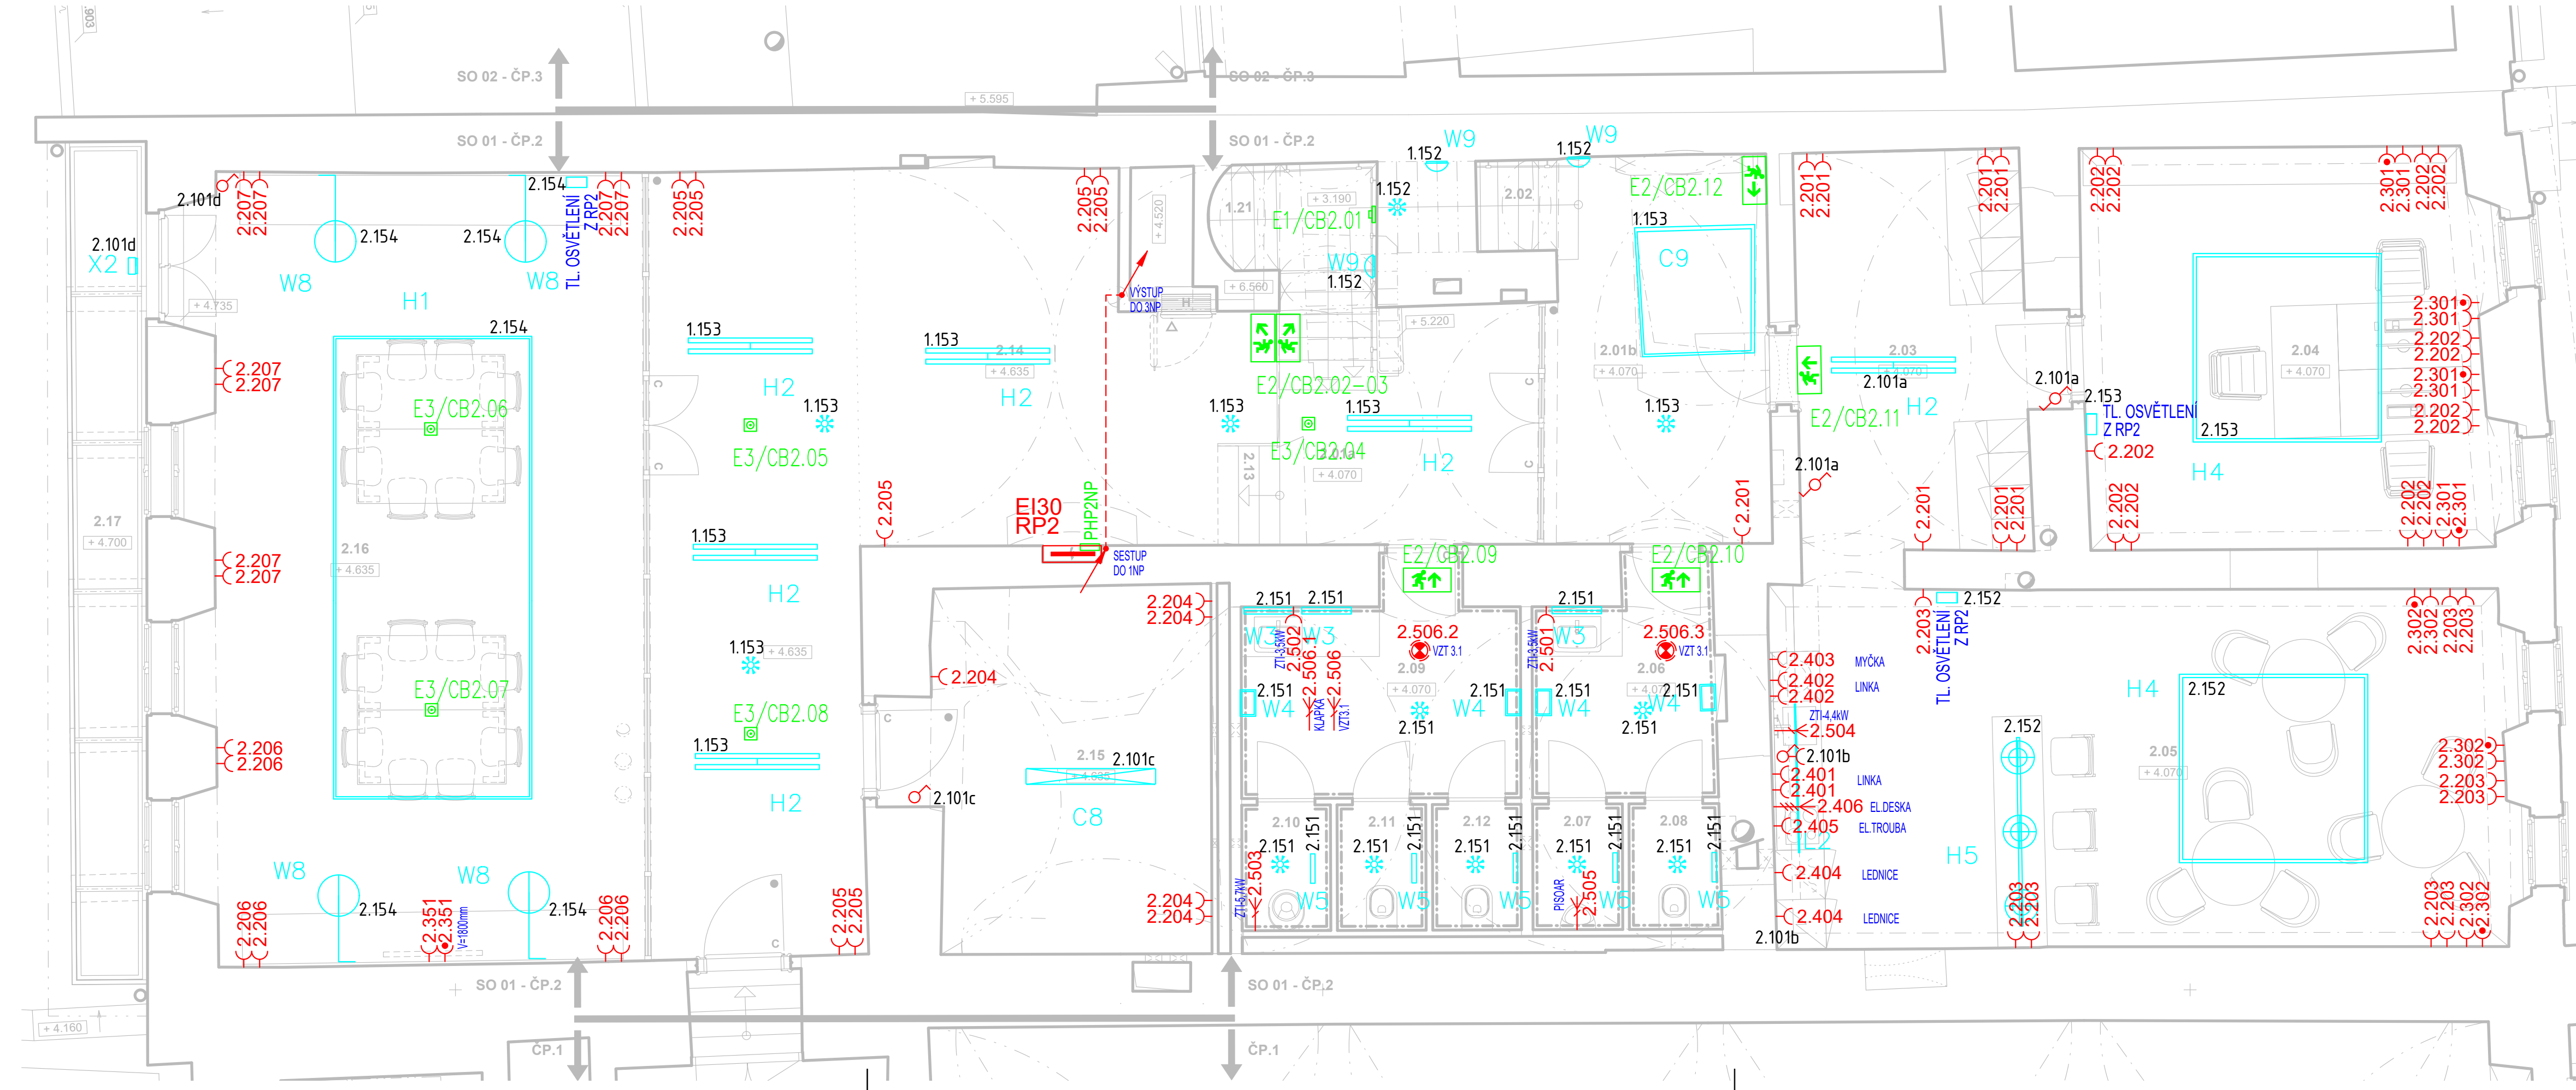 .903
SO 02 - ČP.3
SO 02 - ČP.3
+ 5.595
SO 01 - ČP.2
SO 01 - ČP.2
2.101d
2.207
2.207
2.154
TL. OSVĚTLENÍ
Z RP2
2.207
2.207
2.205
2.205
2.205
2.205
+ 4.520
1.21
+ 3.190
E1/CB2.01
1.152
W9
1.152
W9
1.152
2.02
E2/CB2.12
2.201
2.201
2.201
2.201
2.202
2.202
2.301
2.301
2.202
2.202
2.101d
X2
W8
2.154
2.154
W8
H1
+ 4.735
2.154
VÝSTUP
DO 3NP
H
+ 6.560
W9
1.152
+ 5.220
1.153
C9
2.301
2.301
2.202
2.202
2.301
2.301
2.202
2.202
2.207
2.207
1.153
H2
1.153
2.14
+ 4.635
H2
E2/CB2.02-03
2.01b
+ 4.070
2.03
+ 4.070
2.101a
H2
E2/CB2.11
2.101a
2.153
TL. OSVĚTLENÍ
Z RP2
2.202
2.04
+ 4.070
2.153
H4
E3/CB2.06
1.153
E3/CB2.05
C
C
1.153
1.153
E3/CB2.04
2.01a
+ 4.070
H2
C
C
1.153
2.101a
2.13
2.17
+ 4.700
2.16
+ 4.635
2.207
2.207
1.153
H2
2.205
EI30
RP2
PHP2NP
SESTUP
DO 1NP
E2/CB2.09
E2/CB2.10
2.201
2.201
2.201
2.201
2.202
2.202
2.202
2.202
2.301
2.301
2.204
2.204
2.151
2.151
W3
W3
ZTI-3,5kW
2.502
2.506.1
2.506
KLAPKA
VZT3.1
2.506.2
VZT 3.1
2.09
+ 4.070
2.151
W3
ZTI-3,5kW
2.501
2.506.3
VZT 3.1
2.06
+ 4.070
2.203
2.152
TL. OSVĚTLENÍ
Z RP2
2.302
2.302
2.203
2.203
1.153
+ 4.635
2.204
2.151
W4
2.151
W4
2.151
2.151
W4
2.151
W4
2.151
2.403
MYČKA
2.402
LINKA
2.402
ZTI-4,4kW
2.504
2.101b
2.401
LINKA
2.401
2.406
EL.DESKA
2.405
EL.TROUBA
L2
2.404
LEDNICE
2.404
LEDNICE
2.101b
E3/CB2.07
E3/CB2.08
1.153
H2
2.206
2.206
C
2.101c
2.15
+ 4.635
2.101c
C8
2.152
H5
H4
2.152
2.05
+ 4.070
2.302
2.302
2.203
2.203
2.10
2.151
2.151
W5
ZTI-5,7kW
2.503
2.11
2.151
2.151
W5
2.12
2.151
2.151
W5
2.07
2.151
2.151
W5
PISOAR
2.505
2.08
2.151
2.151
W5
W8
2.154
W8
2.154
2.206
2.206
2.351
2.351
V=1800mm
2.206
2.206
C
2.205
2.205
2.204
2.204
2.203
2.203
2.203
2.203
2.302
2.302
SO 01 - ČP.2
SO 01 - ČP.2
+ 4.160
ČP.1
ČP.1